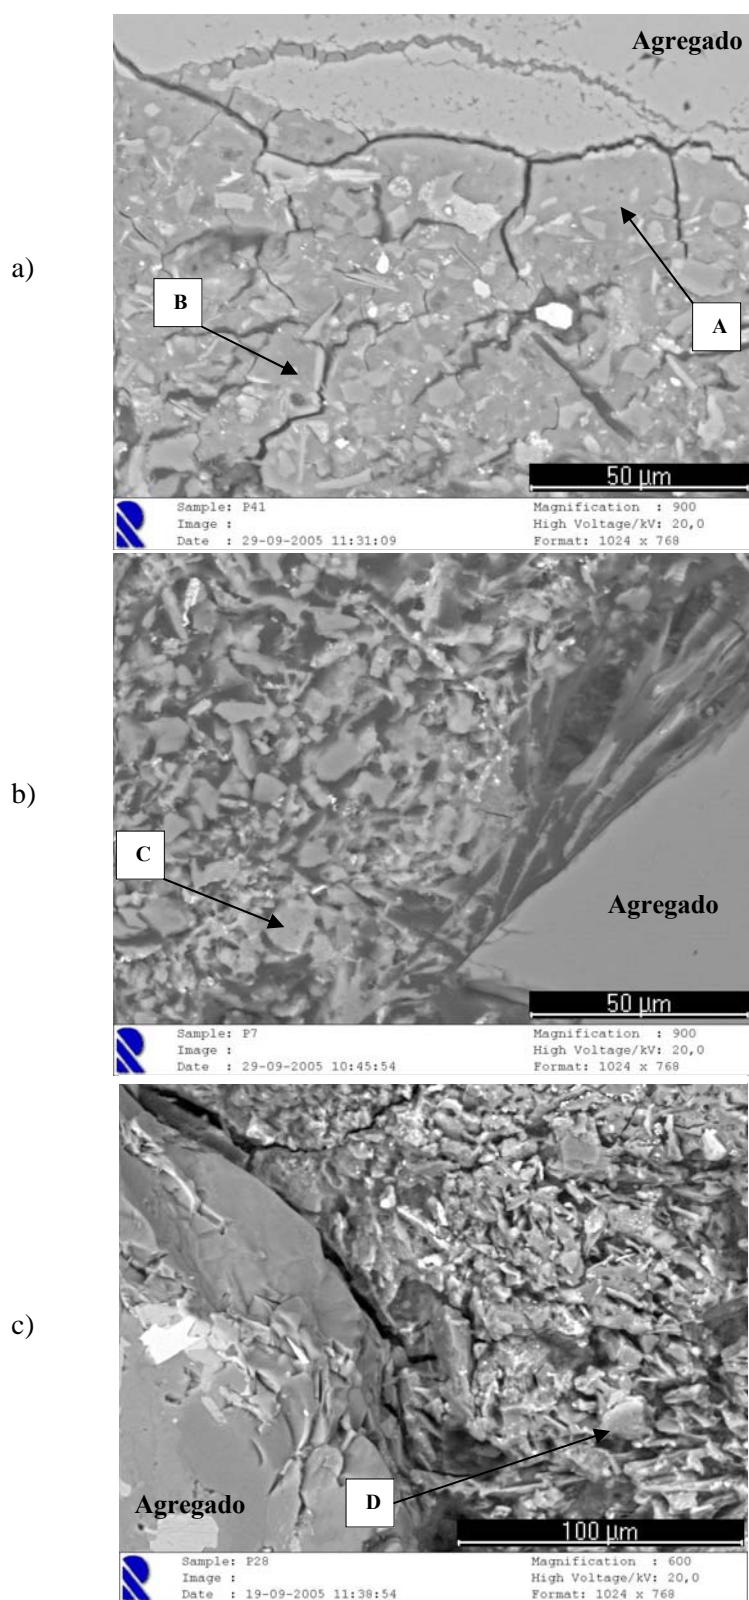 a)
Agregado
B
A
50 µm
Sample: P41
Image :
Date : 29-09-2005 11:31:09
Magnification : 900
High Voltage/kV: 20,0
Format: 1024 x 768
b)
C
Agregado
50 µm
Sample: P7
Image :
Date : 29-09-2005 10:45:54
Magnification : 900
High Voltage/kV: 20,0
Format: 1024 x 768
c)
Agregado
D
100 µm
Sample: P28
Image :
Date : 19-09-2005 11:38:54
Magnification : 600
High Voltage/kV: 20,0
Format: 1024 x 768